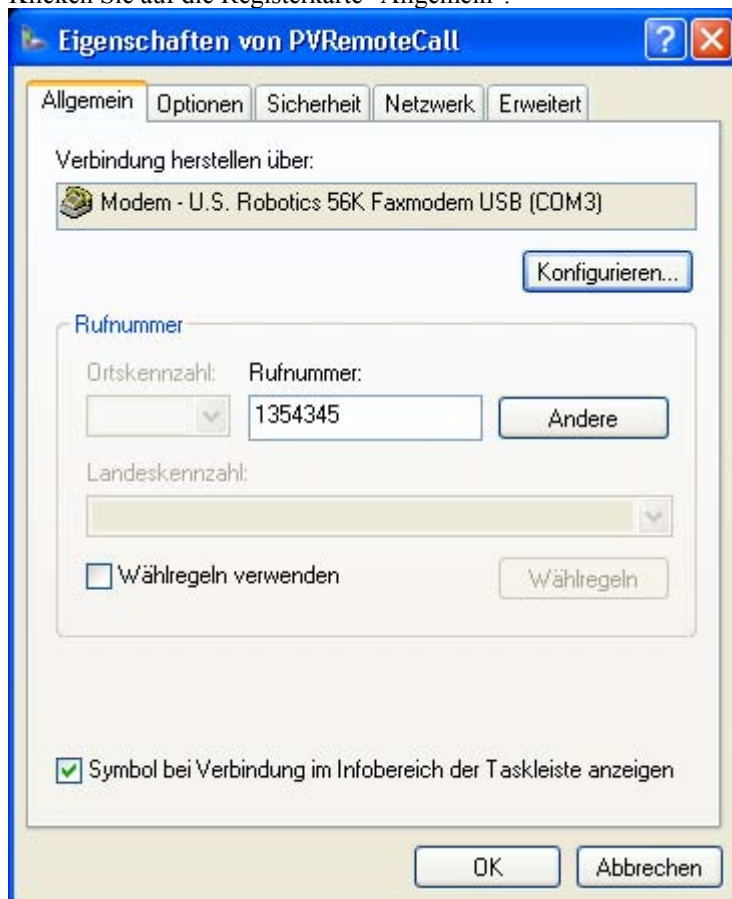 Klicken Sie auf die Registerkarte "Allgemein".
Eigenschaften von PVRemoteCall
Allgemein Optionen Sicherheit Netzwerk Erweitert
Verbindung herstellen über:
Modem - U.S. Robotics 56K Faxmodem USB (COM3)
Konfigurieren...
Rufnummer
Ortskennzahl: Rufnummer:
1354345 Andere
Landeskennzahl:
Wählregeln verwenden Wählregeln
Symbol bei Verbindung im Infobereich der Taskleiste anzeigen
OK Abbrechen